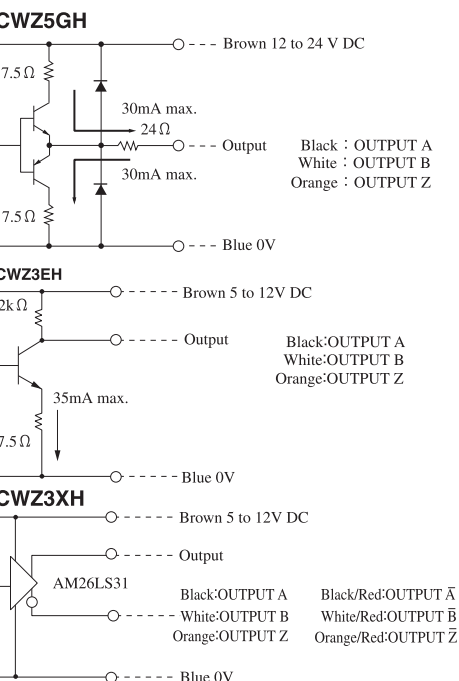 CWZ5GH
Brown 12 to 24 V DC
7.5Ω
30mA max.
24Ω
Output
30mA max.
Black : OUTPUT A
White : OUTPUT B
Orange : OUTPUT Z
7.5Ω
Blue 0V
CWZ3EH
Brown 5 to 12V DC
2kΩ
Output
Black:OUTPUT A
White:OUTPUT B
Orange:OUTPUT Z
35mA max.
7.5Ω
Blue 0V
CWZ3XH
Brown 5 to 12V DC
Output
AM26LS31
Black:OUTPUT A Black/Red:OUTPUT A̅
White:OUTPUT B White/Red:OUTPUT B̅
Orange:OUTPUT Z Orange/Red:OUTPUT Z̅
Blue 0V